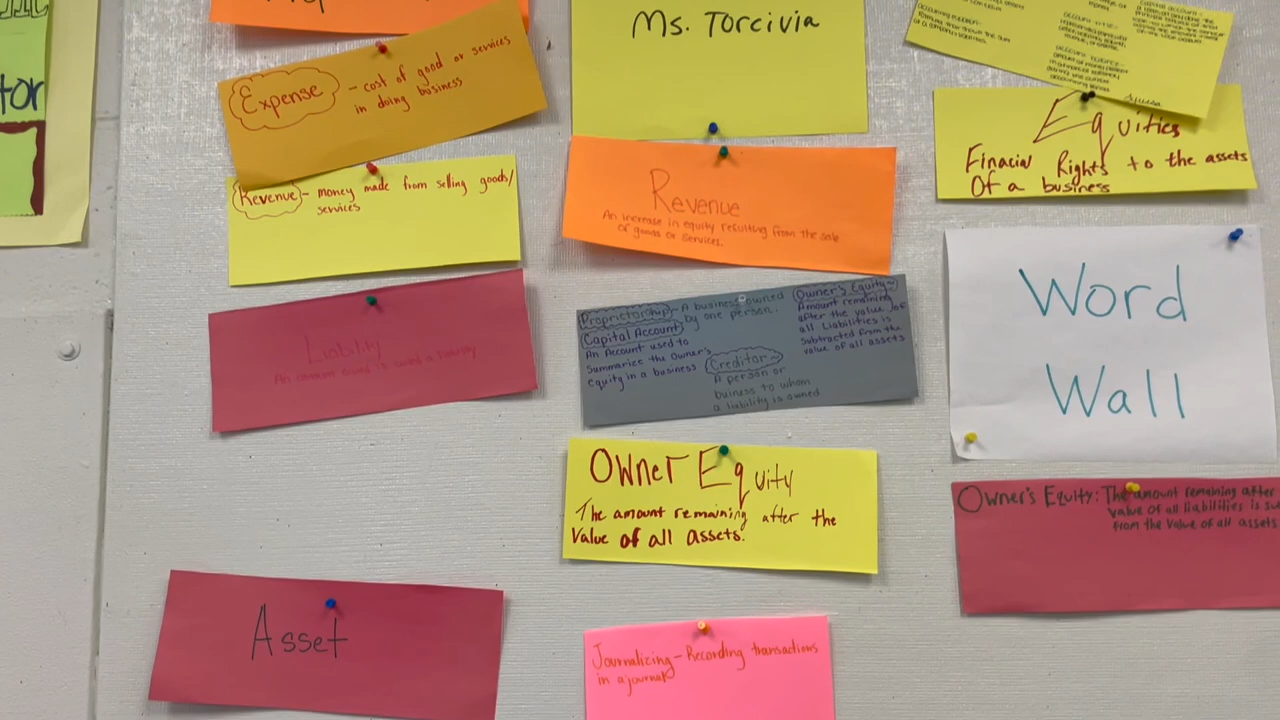 tor
Expense - cost of good or services
in doing business
Revenue - money made from selling goods/
services
Liability
Asset
Ms. Torcivia
Revenue
An increase in equity resulting from the sale
of goods or services.
Proprietorship - A business owned
by one person.
Capital Account
An Account used to
Summarize the Owner's
equity in a business
Creditor
A person or
buiness to whom
a liability is owned
Owner's Equity
Amount remaining
after the value of
all Liabilities is
Subtracted from the
value of all assets
Owner Equity
The amount remaining after the
Value of all assets.
Journalizing - Recording transactions
in a journal
Equities
Finacial Rights to the assets
Of a business
Word
Wall
Owner's Equity: The amount remaining after
value of all liabilities is
from the value of all assets